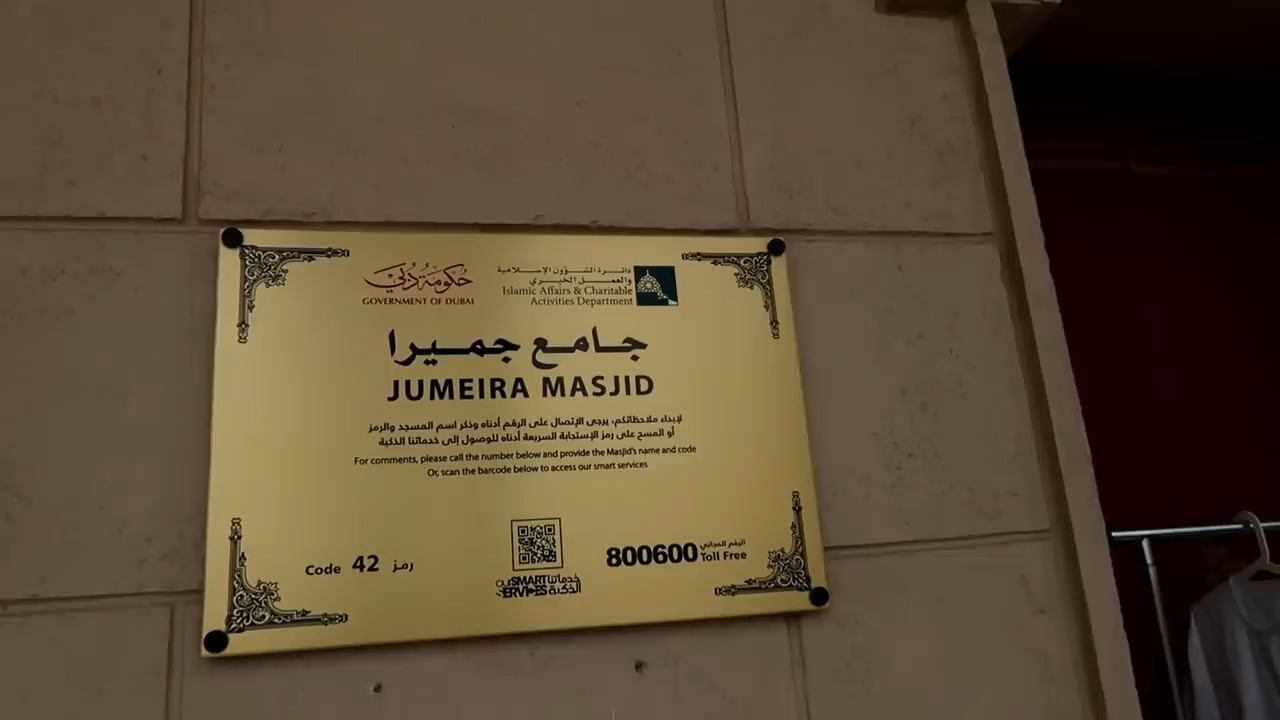 حكومة دبي
GOVERNMENT OF DUBAI
دائرة الشؤون الإسلامية
والعمل الخيري
Islamic Affairs & Charitable
Activities Department
جامع جميرا
JUMEIRA MASJID
لإبداء ملاحظاتكم، يرجى الإتصال على الرقم أدناه وذكر اسم المسجد والرمز
أو المسح على رمز الإستجابة السريعة أدناه للوصول إلى خدماتنا الذكية
For comments, please call the number below and provide the Masjid's name and code
Or, scan the barcode below to access our smart services
Code 42 رمز
our SMART خدماتنا
SERVICES الذكية
الرقم المجاني
800600 Toll Free